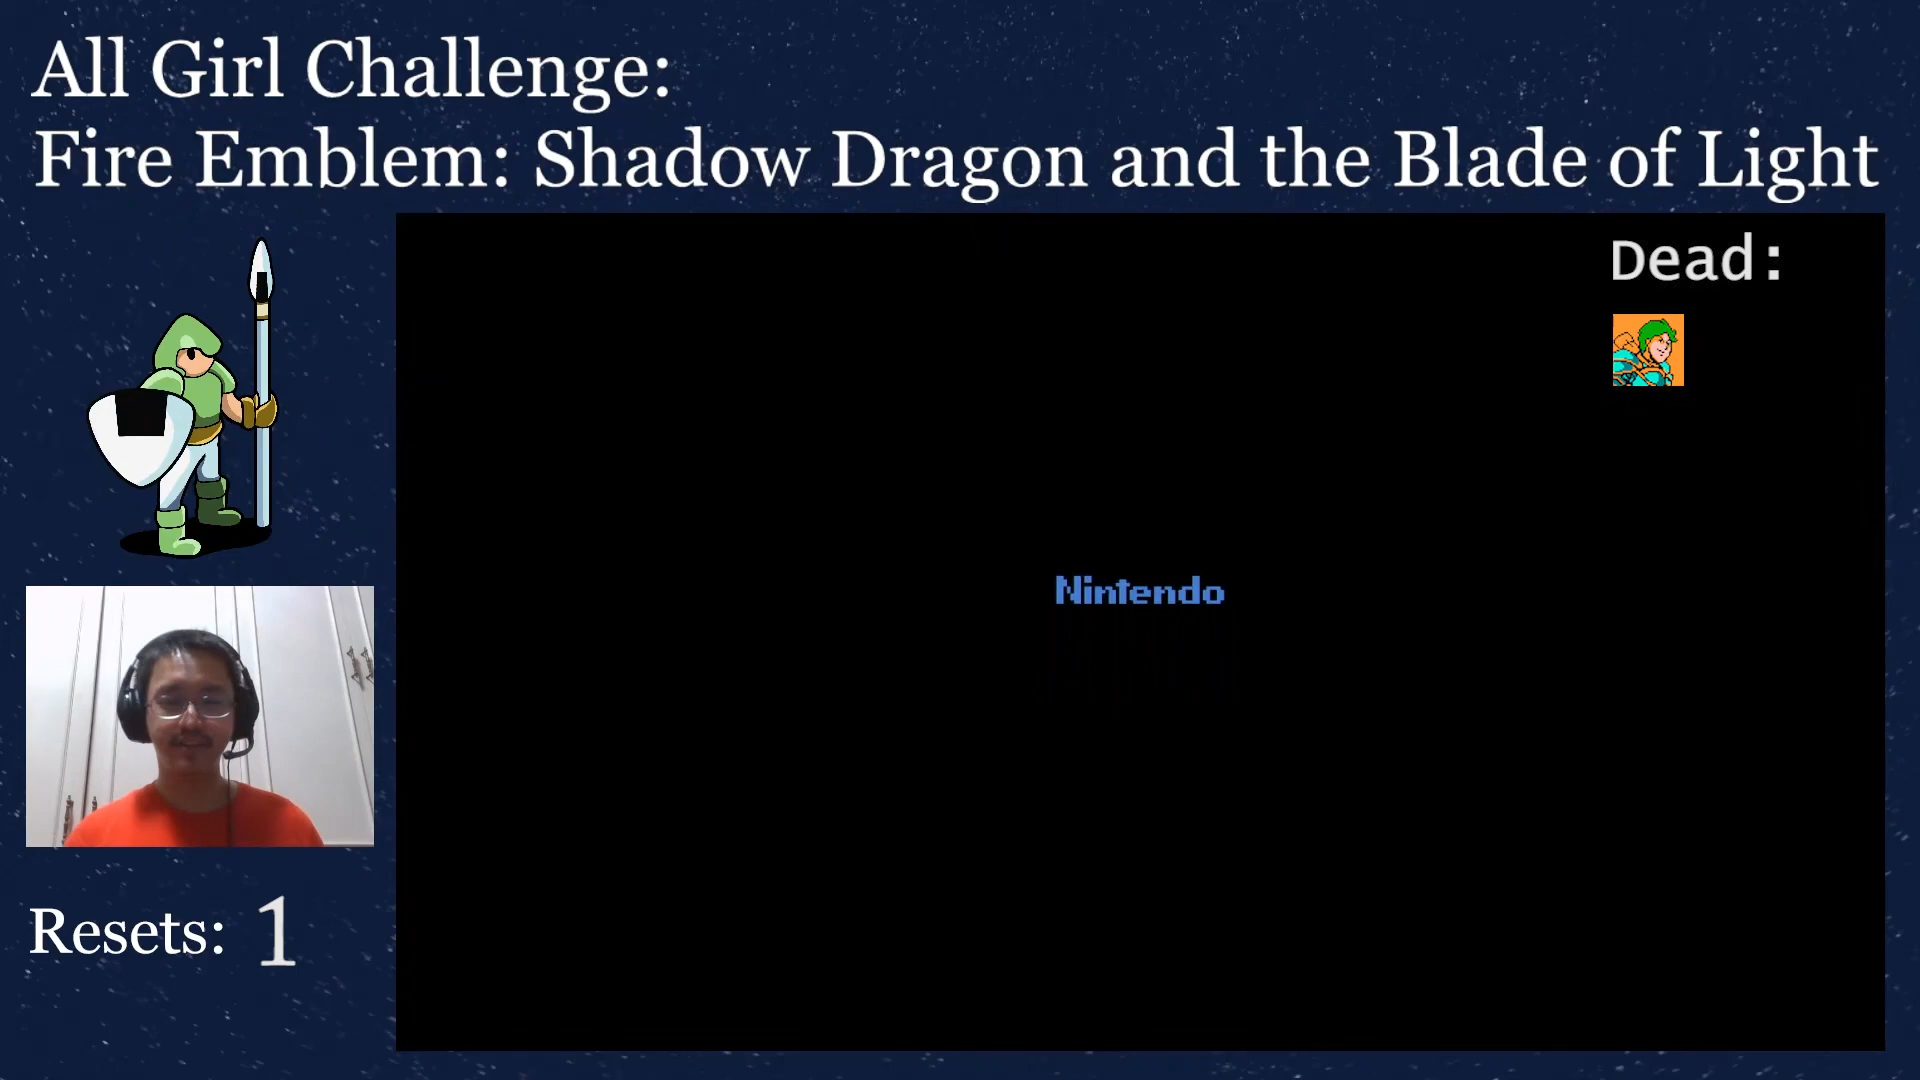 All Girl Challenge:
Fire Emblem: Shadow Dragon and the Blade of Light
Dead:
Nintendo
Resets: 1